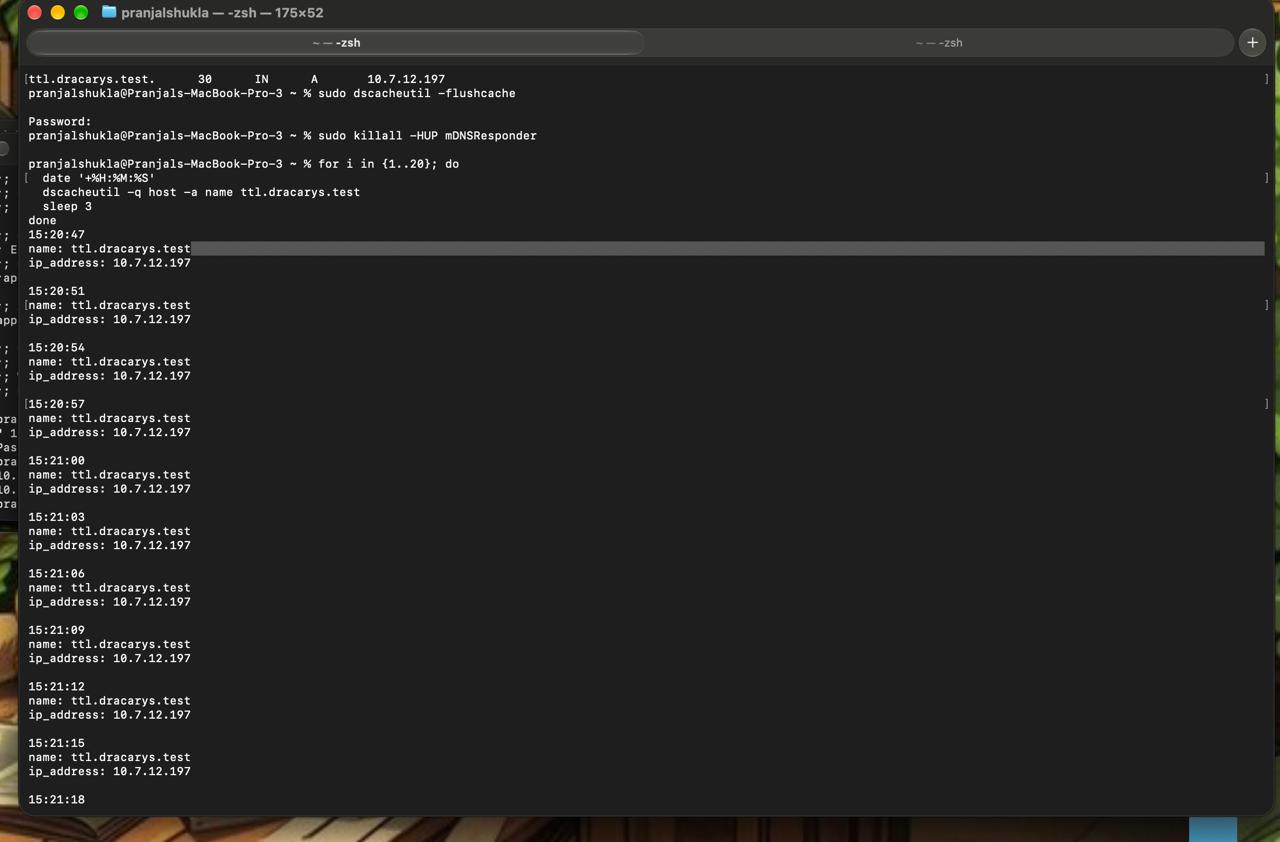 pranjalshukla — -zsh — 175×52
~ — -zsh
~ — -zsh
ttl.dracarys.test. 30 IN A 10.7.12.197
pranjalshukla@Pranjals-MacBook-Pro-3 ~ % sudo dscacheutil -flushcache
Password:
pranjalshukla@Pranjals-MacBook-Pro-3 ~ % sudo killall -HUP mDNSResponder
pranjalshukla@Pranjals-MacBook-Pro-3 ~ % for i in {1..20}; do
date '+%H:%M:%S'
dscacheutil -q host -a name ttl.dracarys.test
sleep 3
done
15:20:47
name: ttl.dracarys.test
ip_address: 10.7.12.197
15:20:51
name: ttl.dracarys.test
ip_address: 10.7.12.197
15:20:54
name: ttl.dracarys.test
ip_address: 10.7.12.197
15:20:57
name: ttl.dracarys.test
ip_address: 10.7.12.197
15:21:00
name: ttl.dracarys.test
ip_address: 10.7.12.197
15:21:03
name: ttl.dracarys.test
ip_address: 10.7.12.197
15:21:06
name: ttl.dracarys.test
ip_address: 10.7.12.197
15:21:09
name: ttl.dracarys.test
ip_address: 10.7.12.197
15:21:12
name: ttl.dracarys.test
ip_address: 10.7.12.197
15:21:15
name: ttl.dracarys.test
ip_address: 10.7.12.197
15:21:18